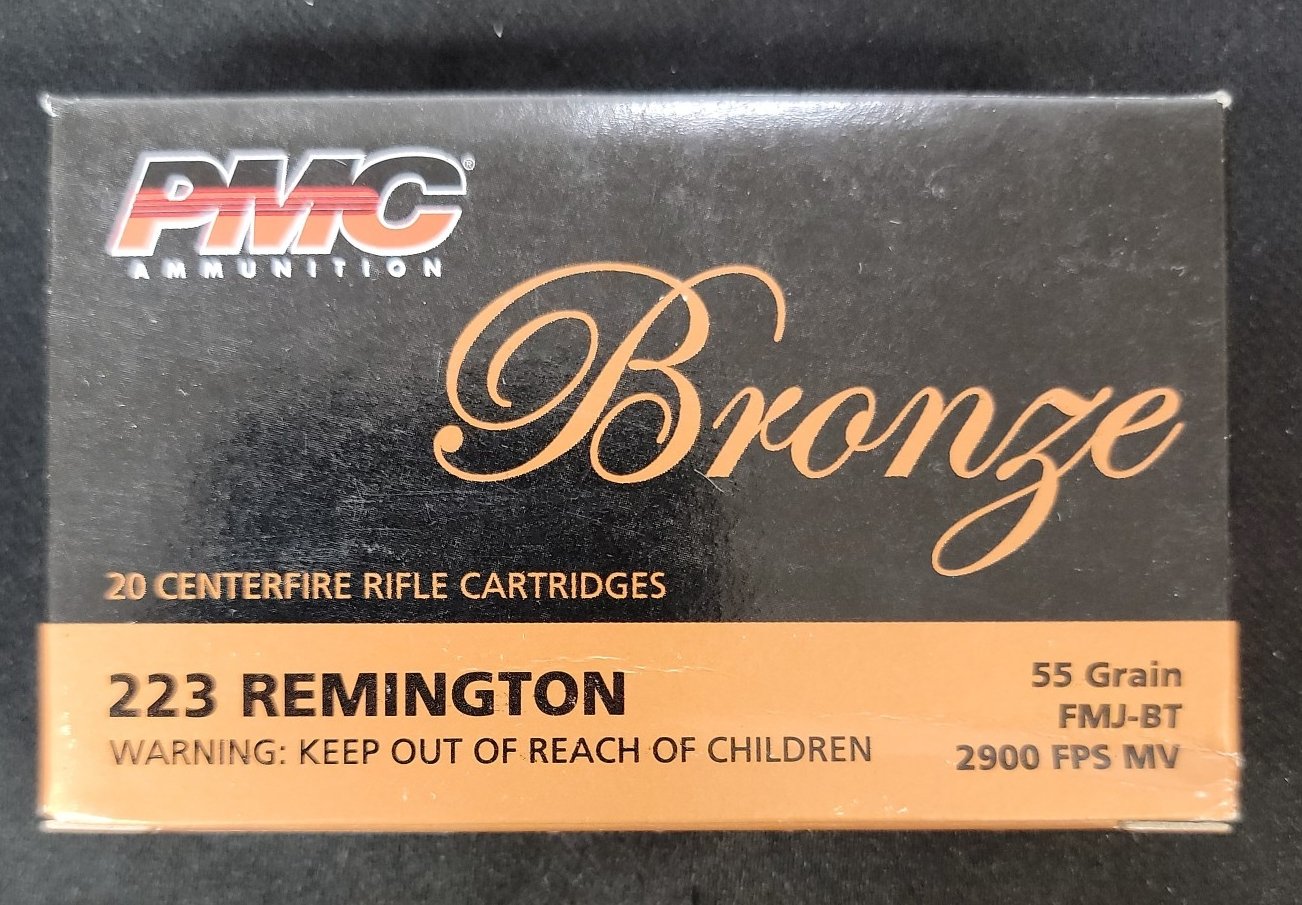 PMC®
AMMUNITION
Bronze
20 CENTERFIRE RIFLE CARTRIDGES
223 REMINGTON
WARNING: KEEP OUT OF REACH OF CHILDREN
55 Grain
FMJ-BT
2900 FPS MV